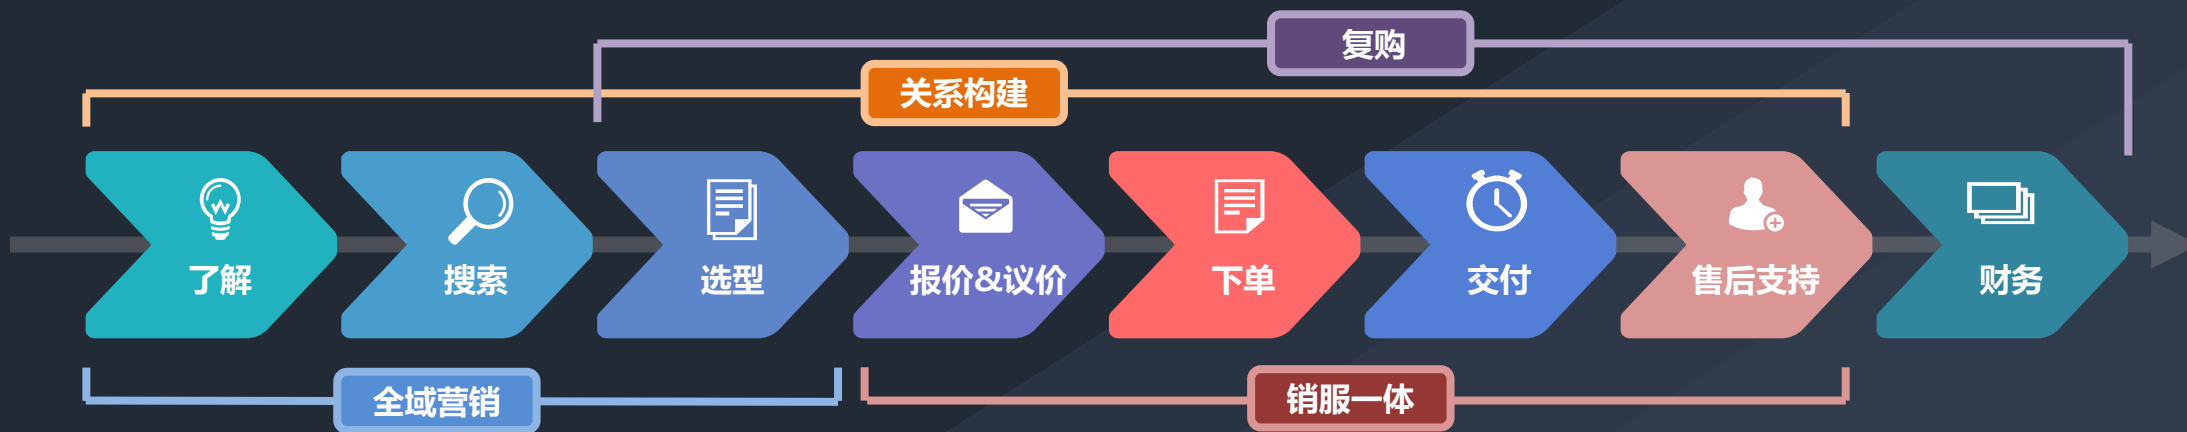 复购
关系构建
了解
搜索
选型
报价&议价
下单
交付
售后支持
财务
全域营销
销服一体